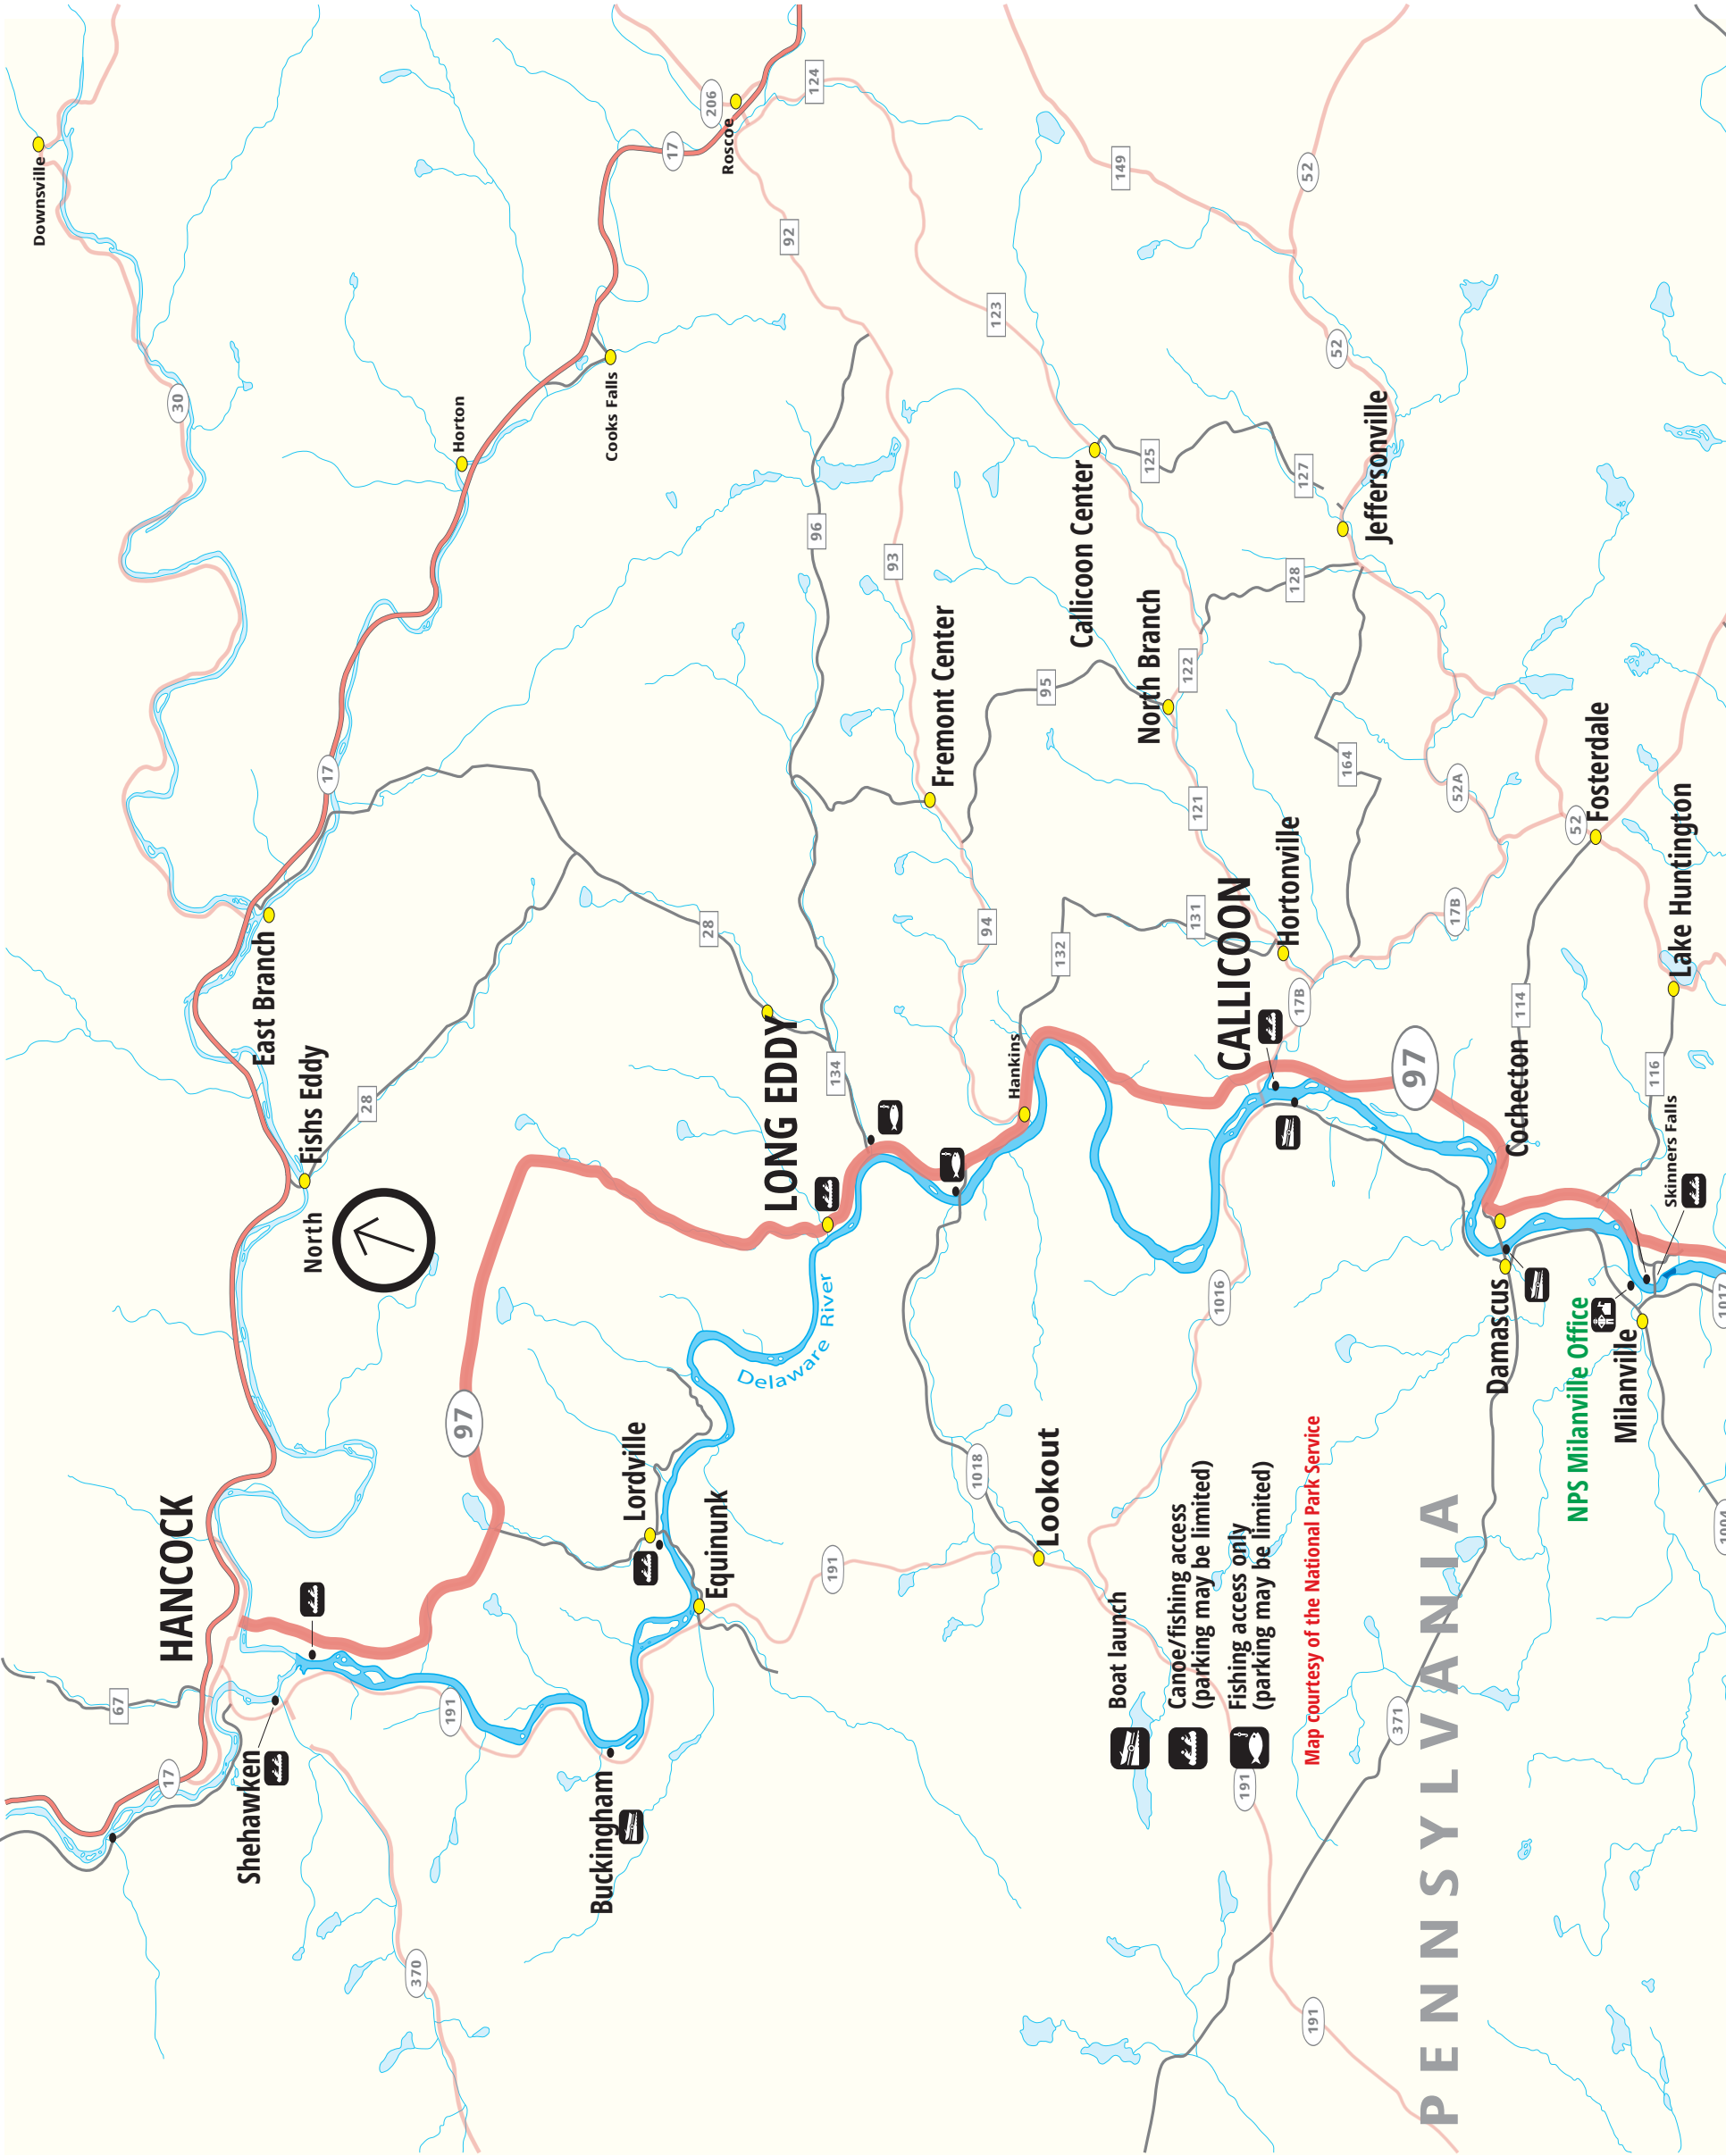 Downsville
30
Horton
Cooks Falls
17
206
Roscoe
124
92
149
52
123
52
96
93
125
127
Callicoon Center
Jeffersonville
128
North Branch
122
95
Fremont Center
164
121
52A
52
Fosterdale
Lake Huntington
17
East Branch
Fishs Eddy
28
28
94
132
131
Hortonville
17B
17B
114
116
CALLICOON
97
Cochecton
Skinners Falls
LONG EDDY
134
Hankins
North
HANCOCK
97
Lordville
Equinunk
Delaware River
191
1018
Lookout
1016
Damascus
NPS Milanville Office
Milanville
1017
1004
67
17
Shehawken
191
Buckingham
370
Boat launch
Canoe/fishing access
(parking may be limited)
Fishing access only
(parking may be limited)
Map courtesy of the National Park Service
191
371
191
PENNSYLVANIA